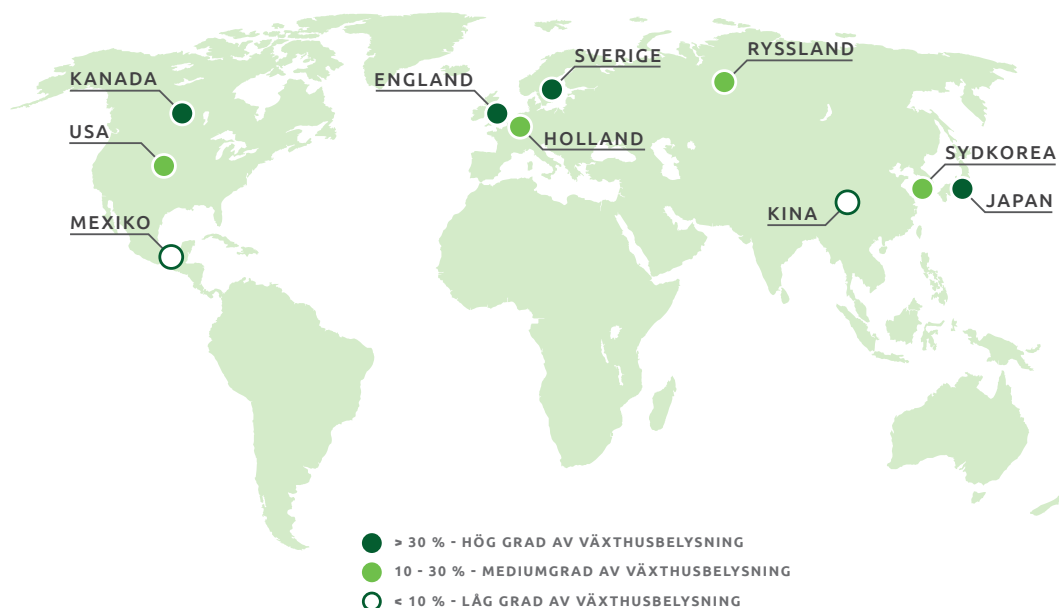 SVERIGE
RYSSLAND
KANADA
ENGLAND
USA
HOLLAND
SYDKOREA
MEXIKO
KINA
JAPAN
> 30 % - HÖG GRAD AV VÄXTHUSBELYSNING
10 - 30 % - MEDIUMGRAD AV VÄXTHUSBELYSNING
< 10 % - LÅG GRAD AV VÄXTHUSBELYSNING